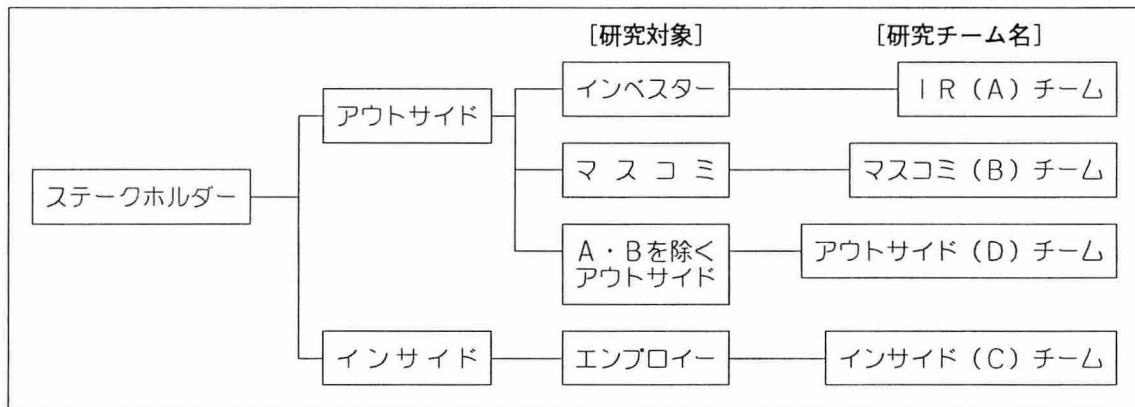 [研究対象] [研究チーム名]
インベスター IR(A)チーム
アウトサイド
マスコミ マスコミ(B)チーム
ステークホルダー
A・Bを除く
アウトサイド アウトサイド(D)チーム
インサイド エンプロイー インサイド(C)チーム